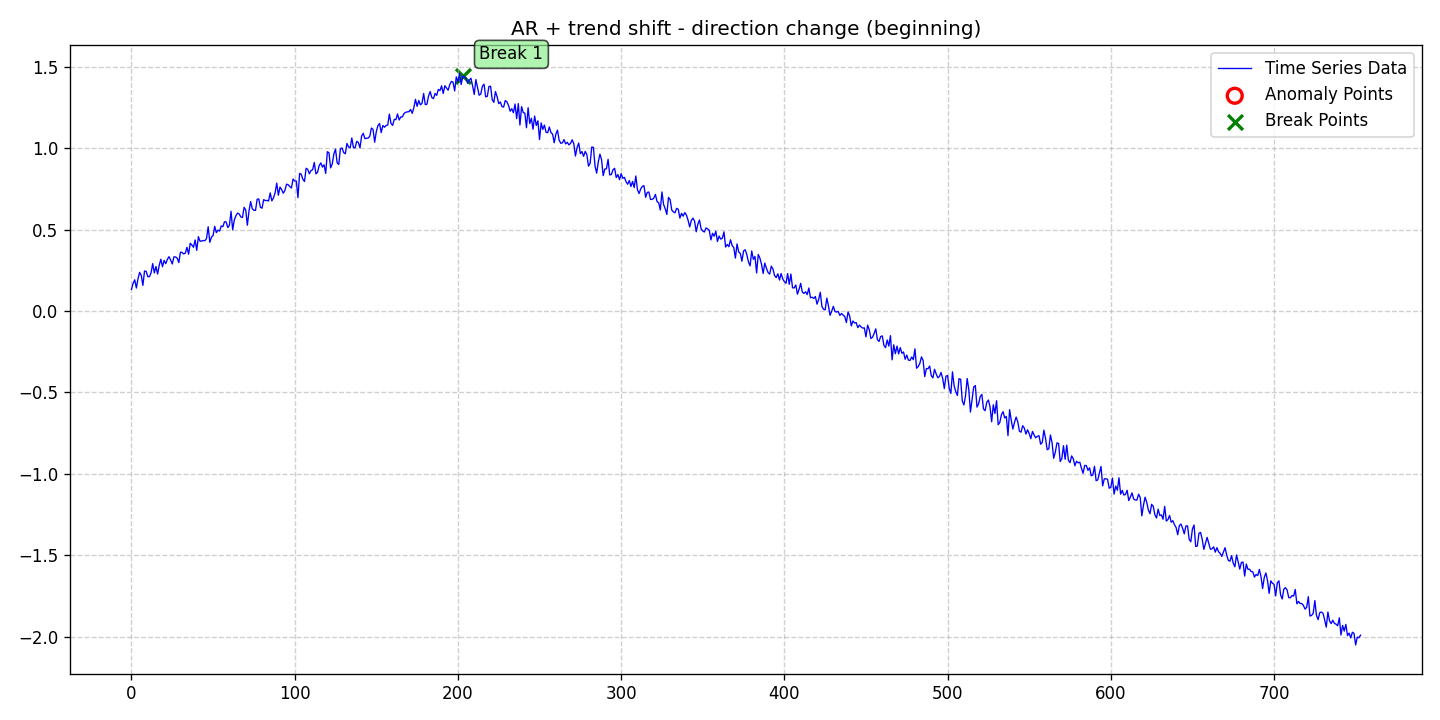 AR + trend shift - direction change (beginning)
Break 1
Time Series Data
Anomaly Points
Break Points
1.5
1.0
0.5
0.0
−0.5
−1.0
−1.5
−2.0
0 100 200 300 400 500 600 700